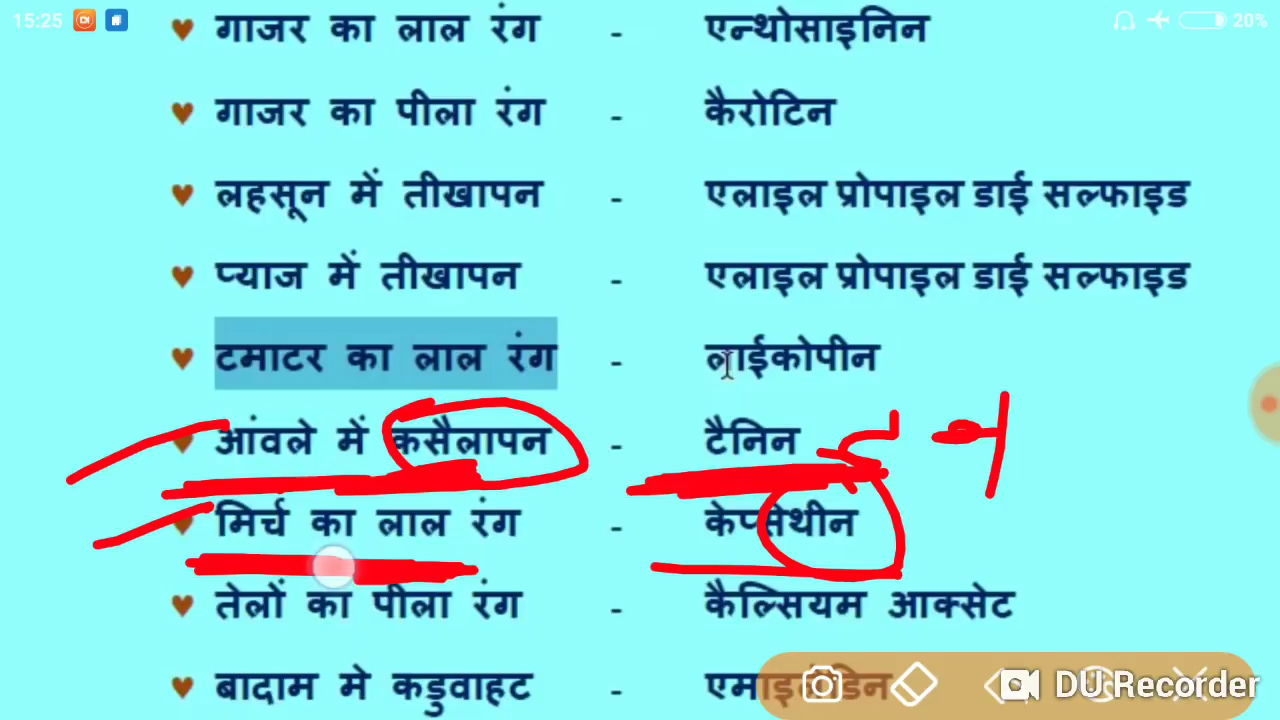 15:25 20%
♥ गाजर का लाल रंग - एन्थोसाइनिन
♥ गाजर का पीला रंग - कैरोटिन
♥ लहसून में तीखापन - एलाइल प्रोपाइल डाई सल्फाइड
♥ प्याज में तीखापन - एलाइल प्रोपाइल डाई सल्फाइड
♥ टमाटर का लाल रंग - लाईकोपीन
♥ आंवले में कसैलापन - टैनिन
♥ मिर्च का लाल रंग - केप्सेथीन
♥ तेलों का पीला रंग - कैल्सियम आक्सेट
♥ बादाम मे कडुवाहट -
DU Recorder